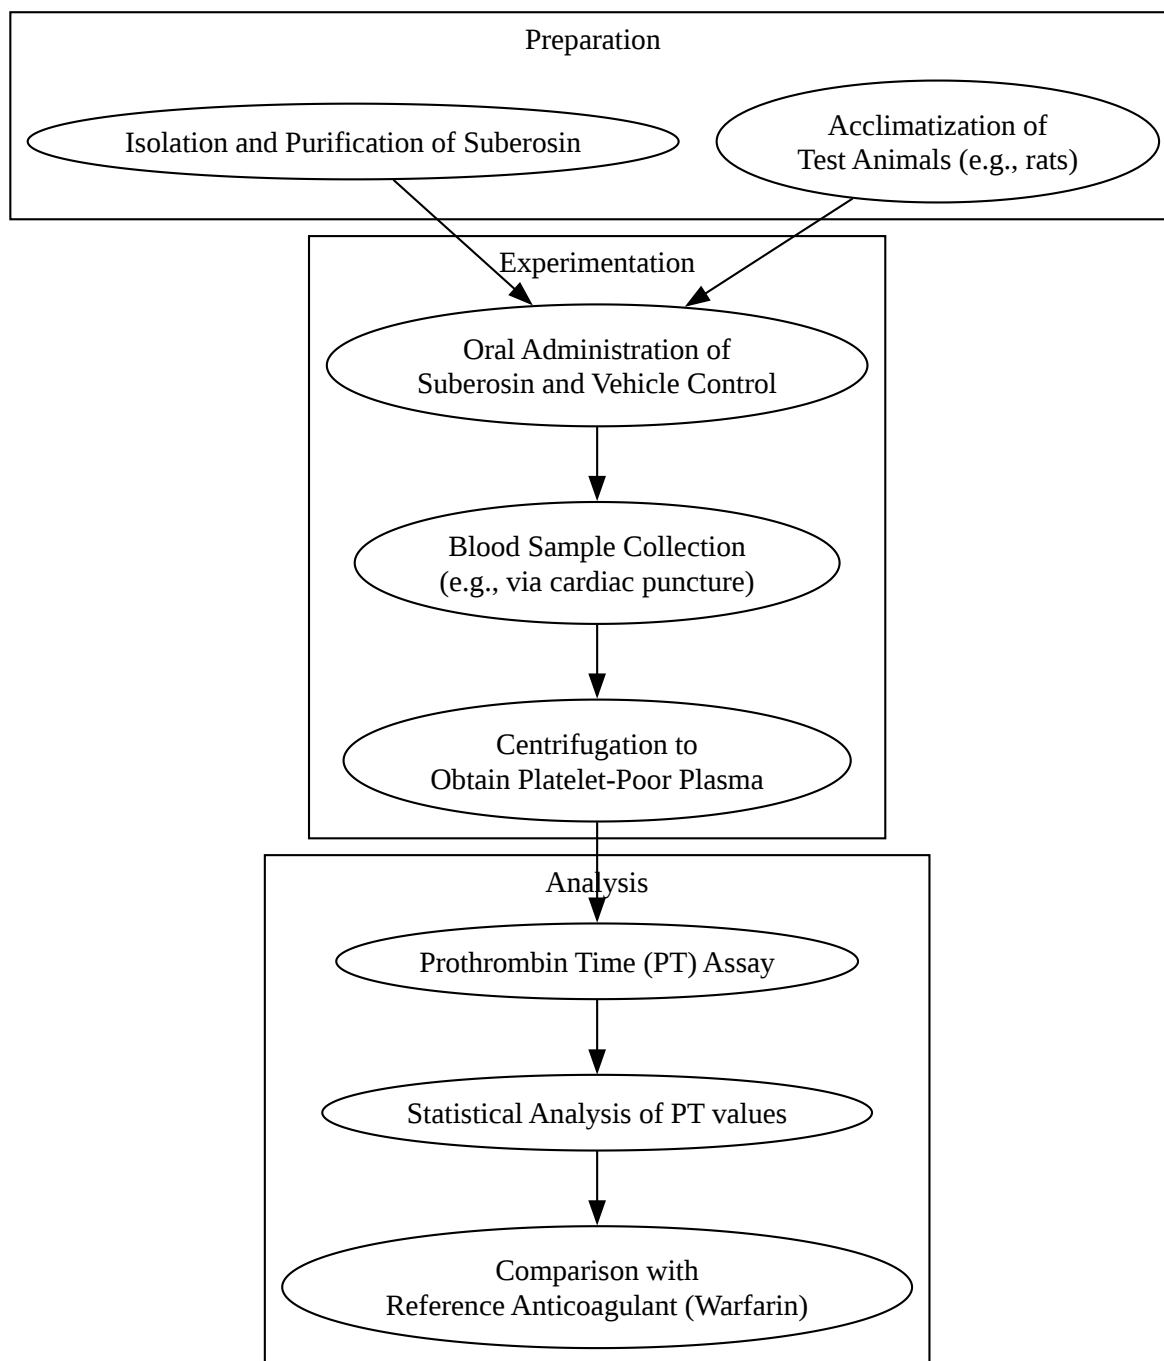 Preparation
Isolation and Purification of Suberosin
Acclimatization of
Test Animals (e.g., rats)
Experimentation
Oral Administration of
Suberosin and Vehicle Control
Blood Sample Collection
(e.g., via cardiac puncture)
Centrifugation to
Obtain Platelet-Poor Plasma
Analysis
Prothrombin Time (PT) Assay
Statistical Analysis of PT values
Comparison with
Reference Anticoagulant (Warfarin)